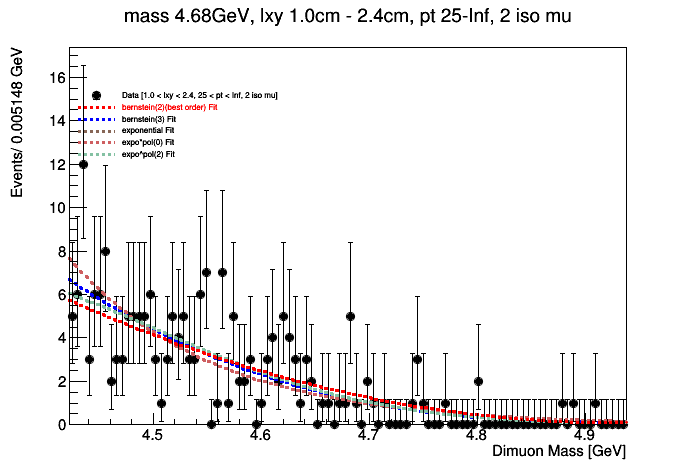 mass 4.68GeV, lxy 1.0cm - 2.4cm, pt 25-Inf, 2 iso mu
Events/ 0.005148 GeV
16
14
12
10
8
6
4
2
0
Data [1.0 < lxy < 2.4, 25 < pt < Inf, 2 iso mu]
bernstein(2)(best order) Fit
bernstein(3) Fit
exponential Fit
expo*pol(0) Fit
expo*pol(2) Fit
4.5 4.6 4.7 4.8 4.9
Dimuon Mass [GeV]